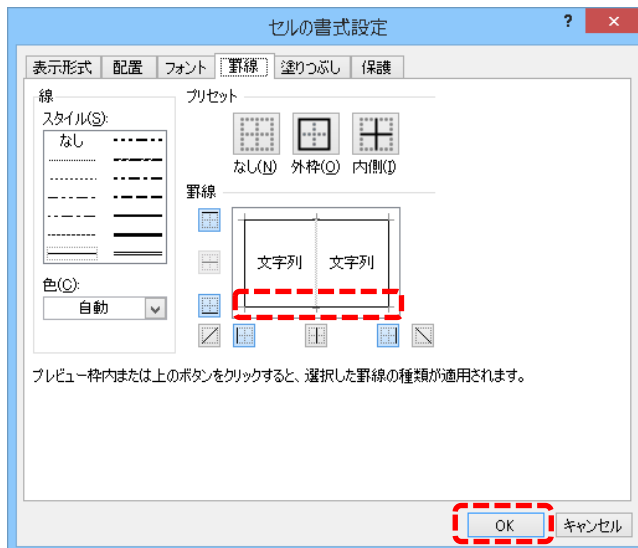 セルの書式設定
?
×
表示形式 配置 フォント 罫線 塗りつぶし 保護
線
スタイル(S):
なし
色(C):
自動
プリセット
なし(N) 外枠(O) 内側(I)
罫線
文字列 文字列
プレビュー枠内または上のボタンをクリックすると、選択した罫線の種類が適用されます。
OK キャンセル